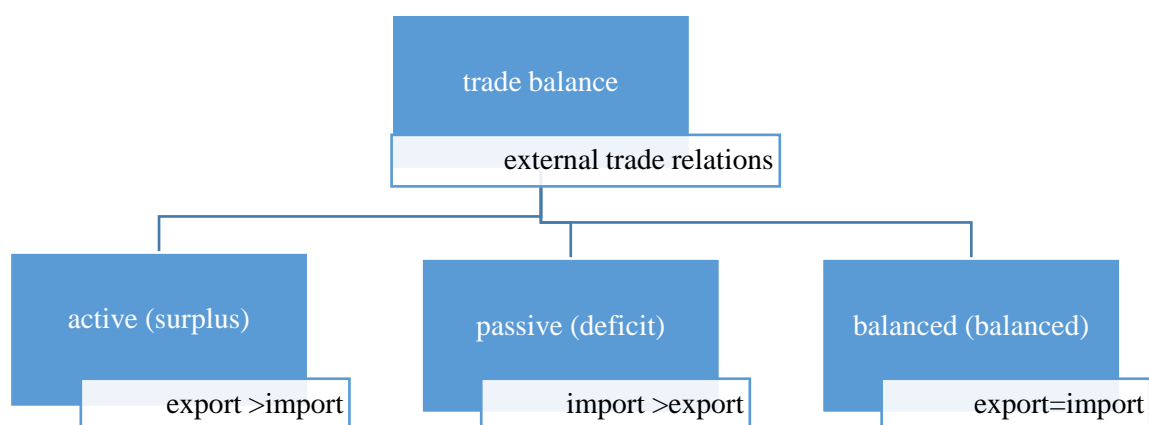 trade balance
external trade relations
active (surplus)
export >import
passive (deficit)
import >export
balanced (balanced)
export=import